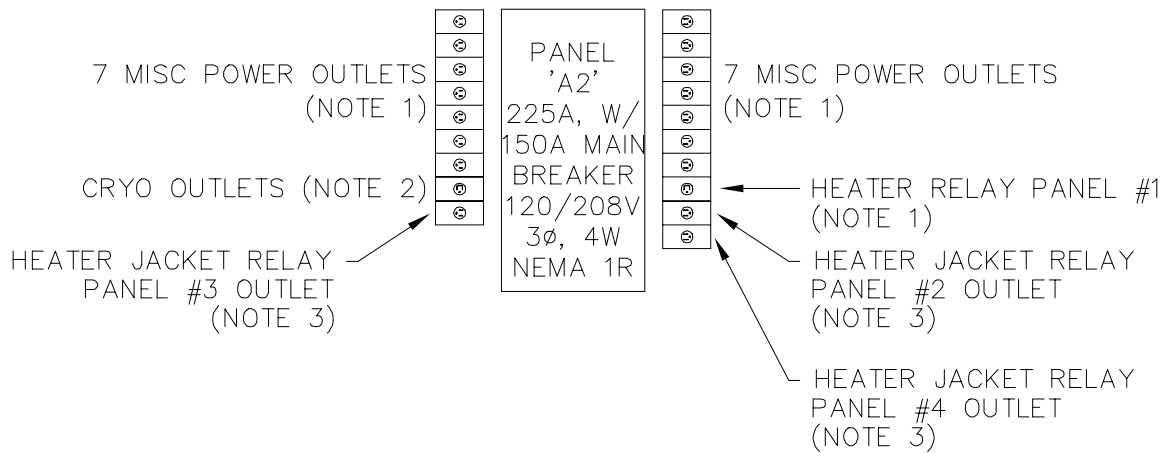 7 MISC POWER OUTLETS
(NOTE 1)
CRYO OUTLETS (NOTE 2)
HEATER JACKET RELAY
PANEL #3 OUTLET
(NOTE 3)
PANEL
'A2'
225A, W/
150A MAIN
BREAKER
120/208V
3ø, 4W
NEMA 1R
7 MISC POWER OUTLETS
(NOTE 1)
HEATER RELAY PANEL #1
(NOTE 1)
HEATER JACKET RELAY
PANEL #2 OUTLET
(NOTE 3)
HEATER JACKET RELAY
PANEL #4 OUTLET
(NOTE 3)